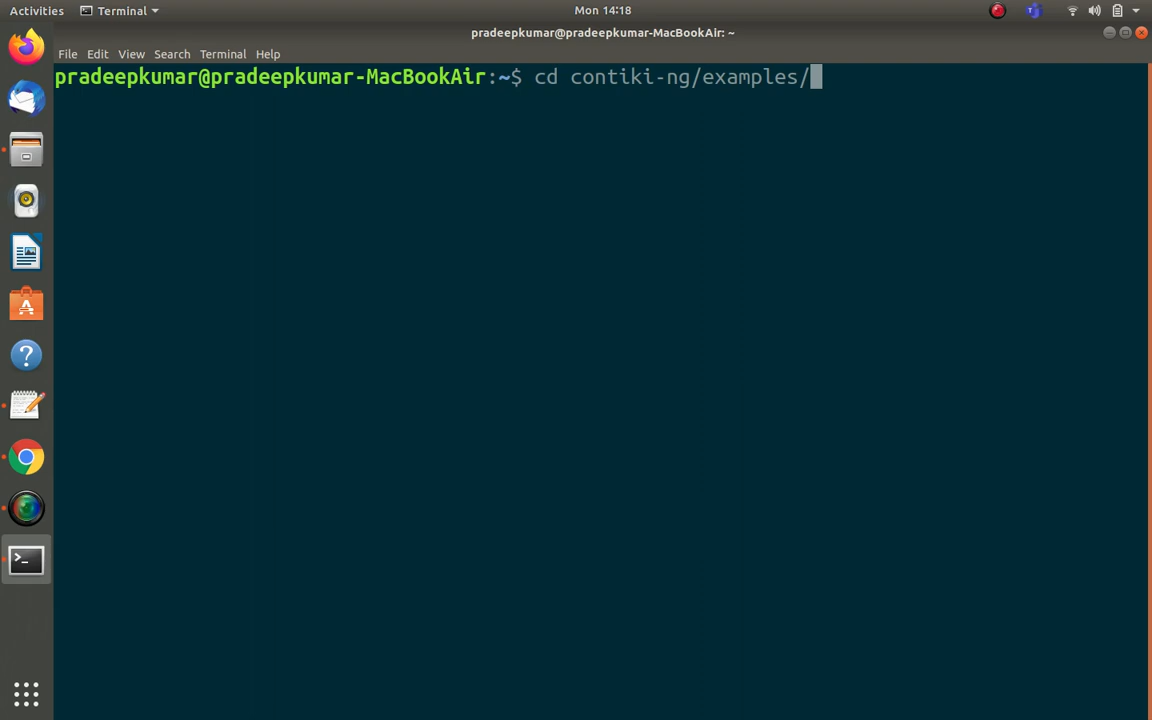 Activities Terminal Mon 14:18
pradeepkumar@pradeepkumar-MacBookAir: ~
File Edit View Search Terminal Help
pradeepkumar@pradeepkumar-MacBookAir:~$ cd contiki-ng/examples/